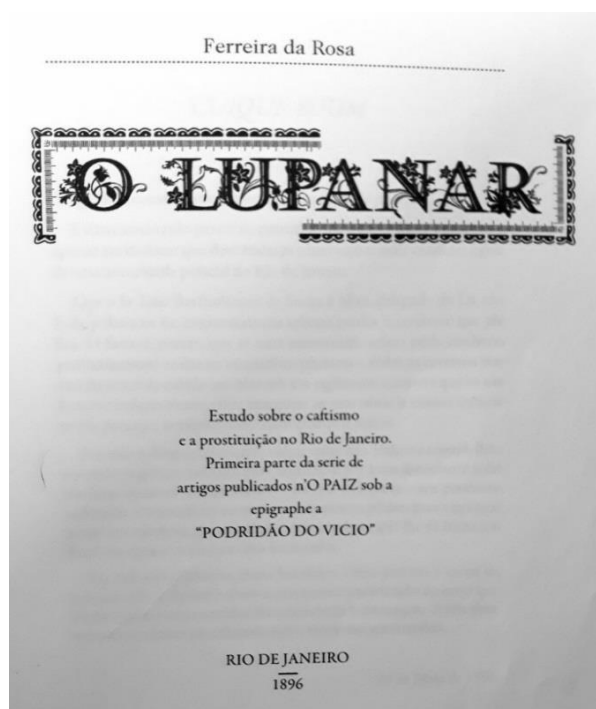 Ferreira da Rosa
O LUPANAR
Estudo sobre o caftismo
e a prostituição no Rio de Janeiro.
Primeira parte da serie de
artigos publicados n'O PAIZ sob a
epigraphe a
"PODRIDÃO DO VICIO"
RIO DE JANEIRO
1896